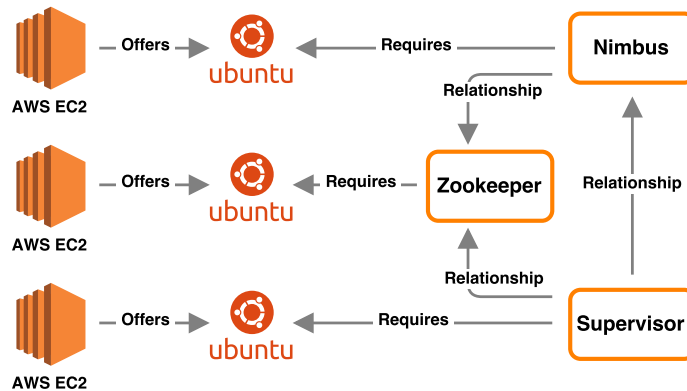 Offers
ubuntu
Requires
Nimbus
AWS EC2
Relationship
Offers
ubuntu
Requires
Zookeeper
Relationship
AWS EC2
Relationship
Offers
ubuntu
Requires
Supervisor
AWS EC2